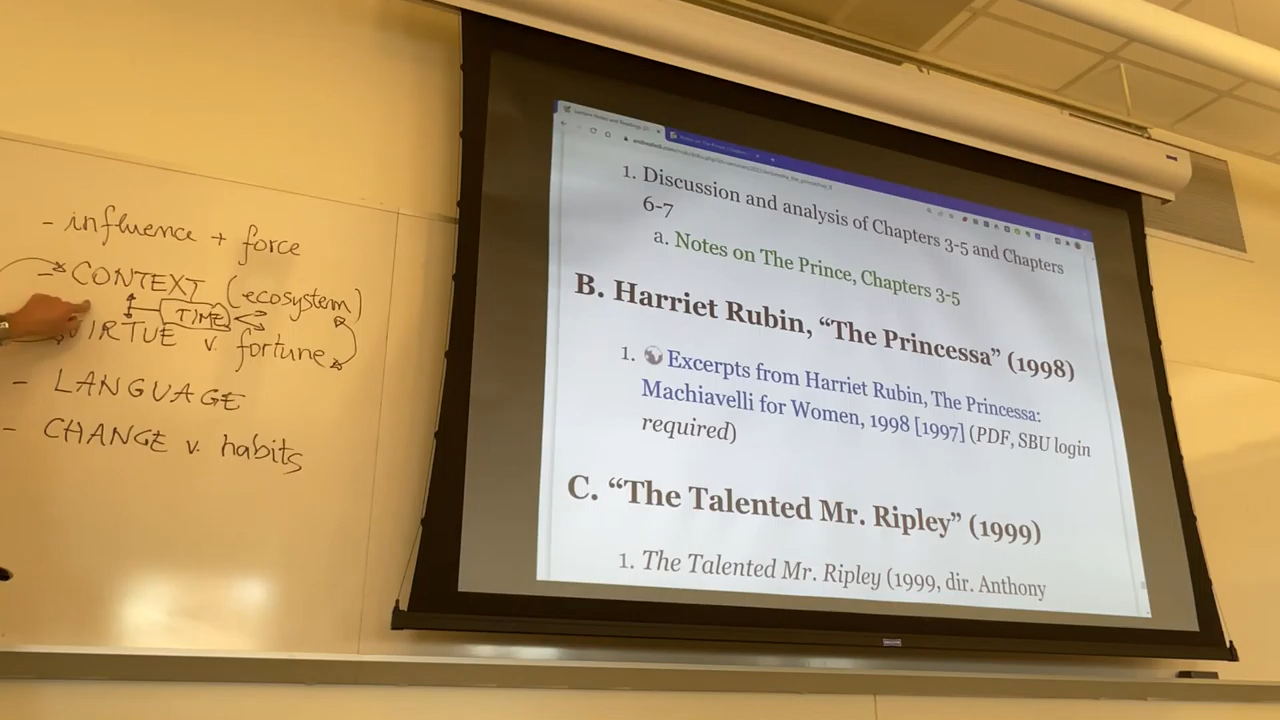 - influence + force
- CONTEXT (ecosystem)
TIME
VIRTUE v. fortune
- LANGUAGE
- CHANGE v. habits
1. Discussion and analysis of Chapters 3-5 and Chapters
6-7
a. Notes on The Prince, Chapters 3-5
B. Harriet Rubin, “The Princessa” (1998)
1. Excerpts from Harriet Rubin, The Princessa:
Machiavelli for Women, 1998 [1997] (PDF, SBU login
required)
C. “The Talented Mr. Ripley” (1999)
1. The Talented Mr. Ripley (1999, dir. Anthony